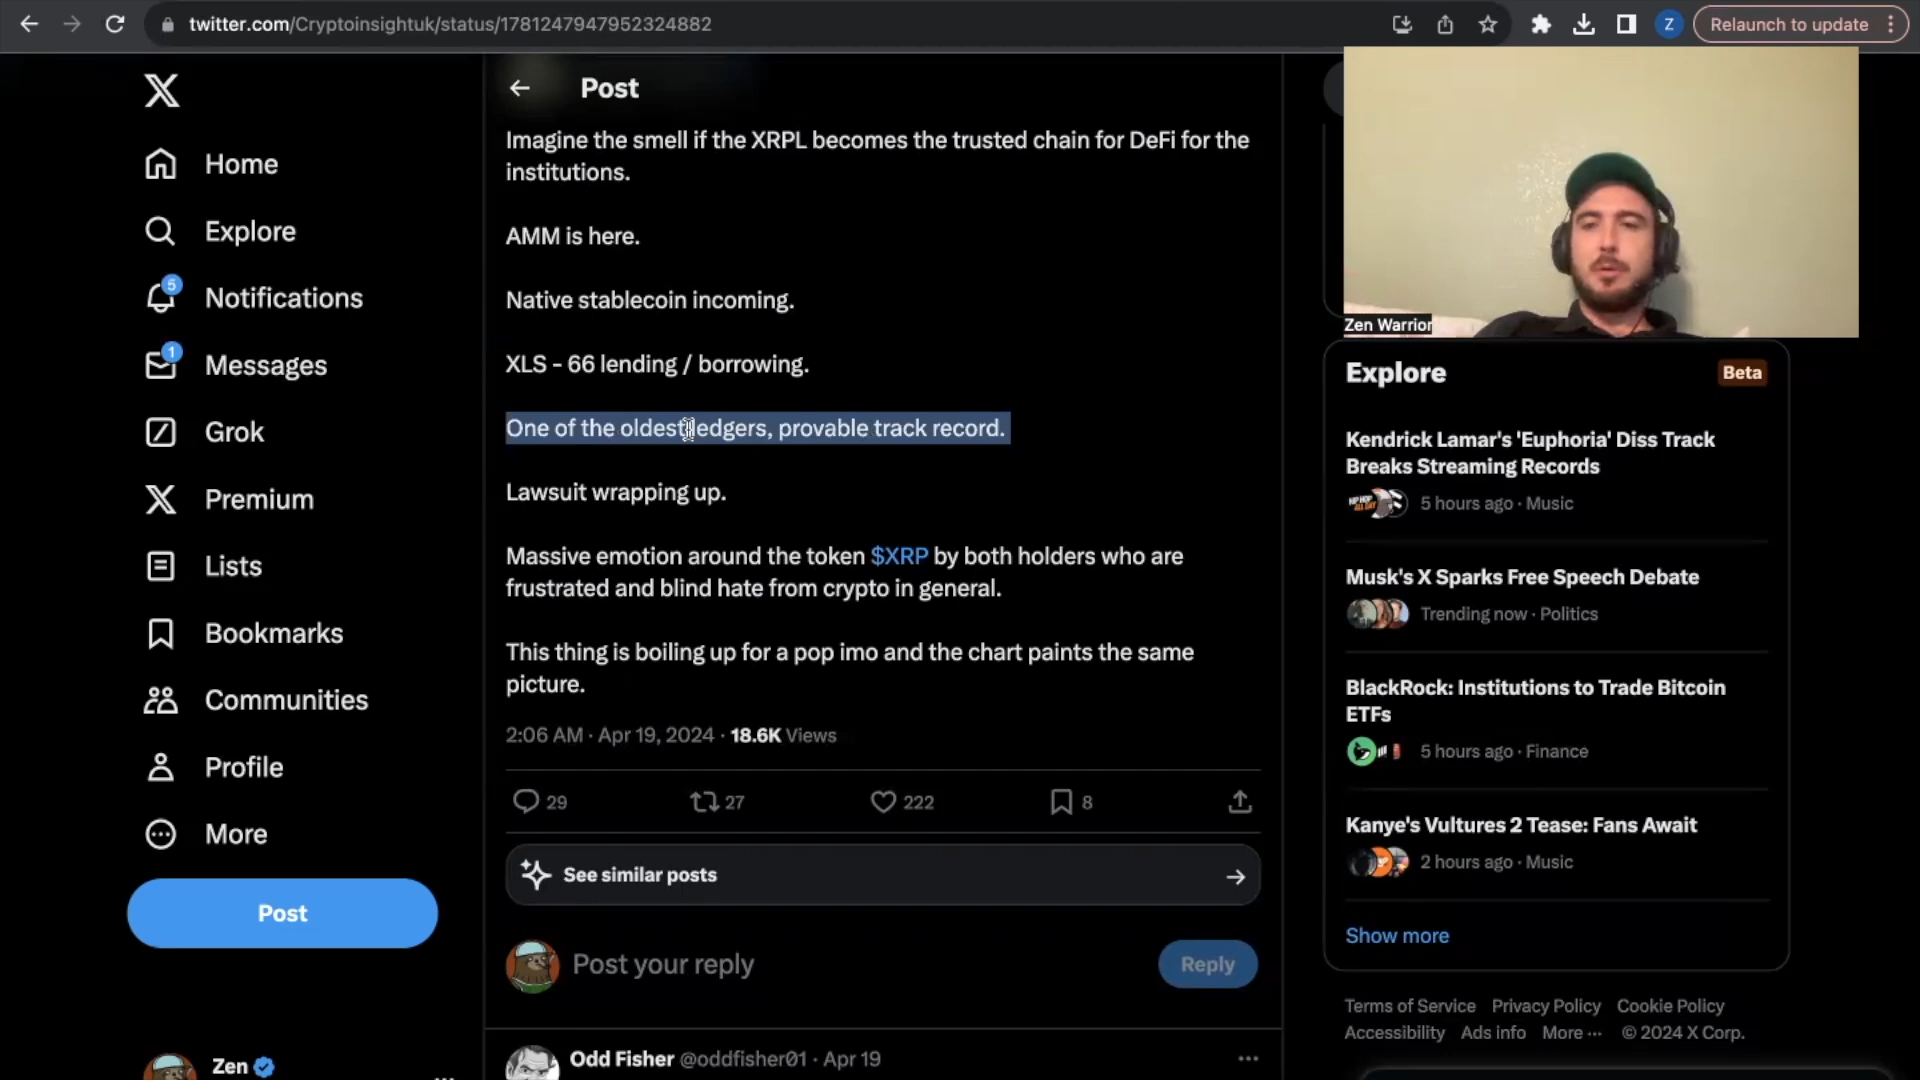 twitter.com/Cryptoinsightuk/status/1781247947952324882
Z
Relaunch to update
Post
Home
Explore
5
Notifications
1
Messages
Grok
Premium
Lists
Bookmarks
Communities
Profile
More
Post
Zen
Imagine the smell if the XRPL becomes the trusted chain for DeFi for the
institutions.
AMM is here.
Native stablecoin incoming.
XLS - 66 lending / borrowing.
One of the oldest ledgers, provable track record.
Lawsuit wrapping up.
Massive emotion around the token $XRP by both holders who are
frustrated and blind hate from crypto in general.
This thing is boiling up for a pop imo and the chart paints the same
picture.
2:06 AM · Apr 19, 2024 · 18.6K Views
29 27 222 8
See similar posts
Post your reply
Reply
Odd Fisher @oddfisher01 · Apr 19
Zen Warrior
Explore
Beta
Kendrick Lamar's 'Euphoria' Diss Track
Breaks Streaming Records
5 hours ago · Music
Musk's X Sparks Free Speech Debate
Trending now · Politics
BlackRock: Institutions to Trade Bitcoin
ETFs
5 hours ago · Finance
Kanye's Vultures 2 Tease: Fans Await
2 hours ago · Music
Show more
Terms of Service Privacy Policy Cookie Policy
Accessibility Ads info More ··· © 2024 X Corp.